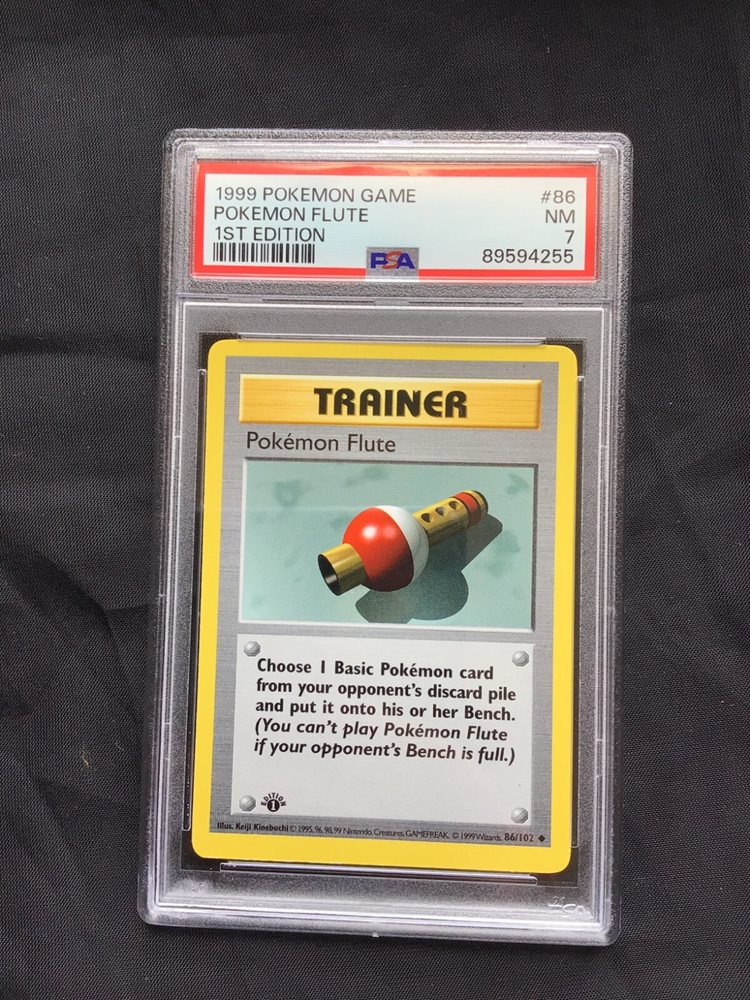 1999 POKEMON GAME #86
POKEMON FLUTE NM
1ST EDITION 7
PSA 89594255
TRAINER
Pokémon Flute
Choose 1 Basic Pokémon card
from your opponent's discard pile
and put it onto his or her Bench.
(You can't play Pokémon Flute
if your opponent's Bench is full.)
EDITION
1
Illus. Keiji Kinebuchi © 1995, 96, 98, 99 Nintendo, Creatures, GAMEFREAK. © 1999 Wizards. 86/102 ◆